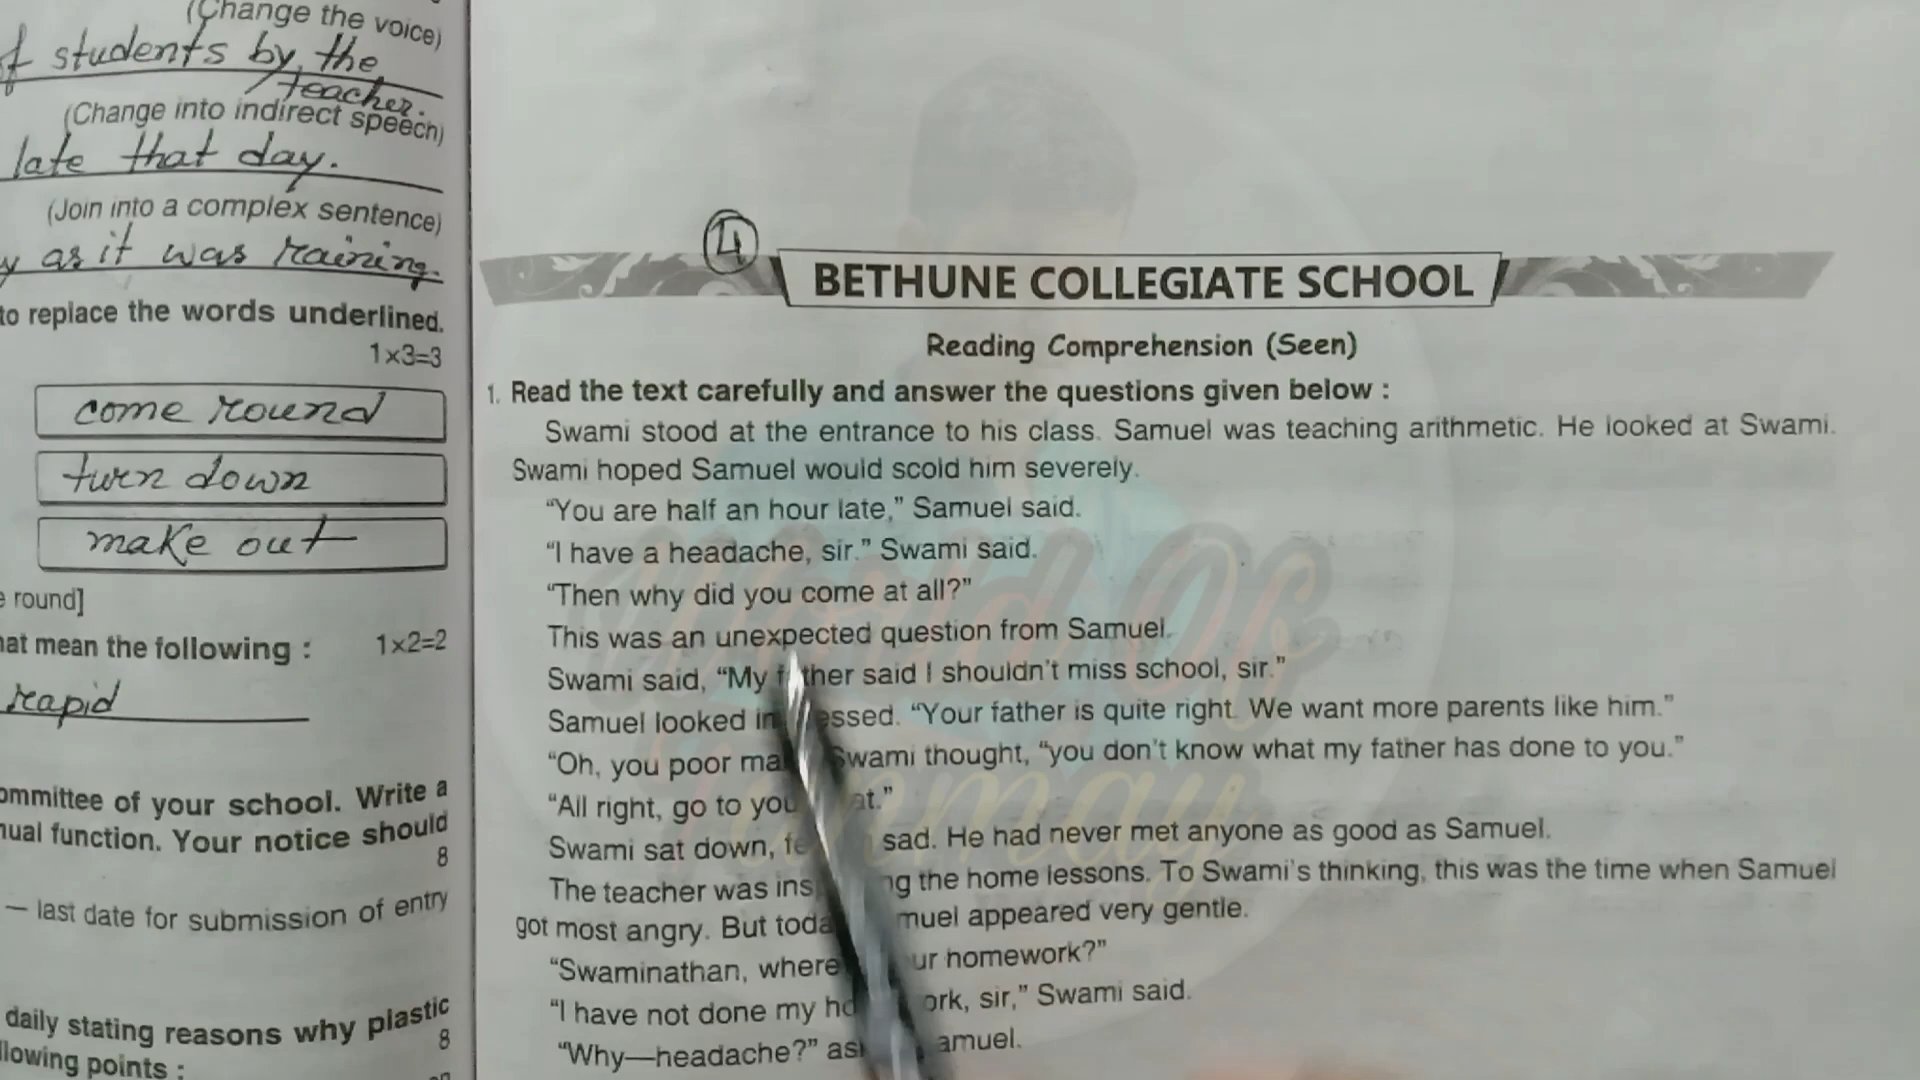 (Change the voice)
of students by the
teacher.
(Change into indirect speech)
late that day.
(Join into a complex sentence)
y as it was raining.
to replace the words underlined.
1×3=3
come round
turn down
make out
e round]
hat mean the following : 1×2=2
rapid
ommittee of your school. Write a
nual function. Your notice should
8
— last date for submission of entry
daily stating reasons why plastic
8
llowing points :
4
BETHUNE COLLEGIATE SCHOOL
Reading Comprehension (Seen)
1. Read the text carefully and answer the questions given below :
Swami stood at the entrance to his class. Samuel was teaching arithmetic. He looked at Swami.
Swami hoped Samuel would scold him severely.
“You are half an hour late,” Samuel said.
“I have a headache, sir.” Swami said.
“Then why did you come at all?”
This was an unexpected question from Samuel.
Swami said, “My father said I shouldn’t miss school, sir.”
Samuel looked im essed. “Your father is quite right. We want more parents like him.”
“Oh, you poor ma Swami thought, “you don’t know what my father has done to you.”
“All right, go to you at.”
Swami sat down, fe sad. He had never met anyone as good as Samuel.
The teacher was ins ng the home lessons. To Swami’s thinking, this was the time when Samuel
got most angry. But toda muel appeared very gentle.
“Swaminathan, where ur homework?”
“I have not done my ho ork, sir,” Swami said.
“Why—headache?” as amuel.
World Of
Tanmay